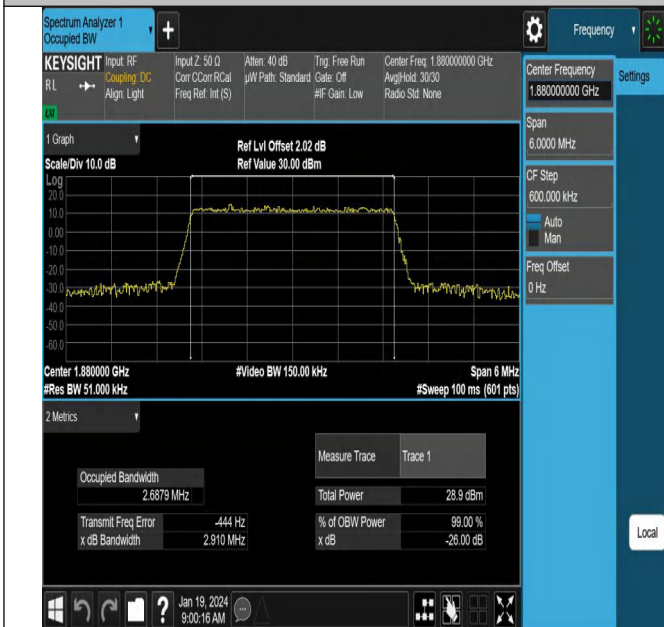 Spectrum Analyzer 1
Occupied BW
+
Frequency
KEYSIGHT
RL
Input: RF
Coupling: DC
Align: Light
Input Z: 50 Ω
Corr CCorr RCal
Freq Ref: Int (S)
Atten: 40 dB
µW Path: Standard
Trig: Free Run
Gate: Off
#IF Gain: Low
Center Freq: 1.880000000 GHz
Avg|Hold: 30/30
Radio Std: None
LXI
Center Frequency
1.880000000 GHz
Settings
Span
6.0000 MHz
CF Step
600.000 kHz
Auto
Man
Freq Offset
0 Hz
1 Graph
Scale/Div 10.0 dB
Ref Lvl Offset 2.02 dB
Ref Value 30.00 dBm
Log
20.0
10.0
0.00
-10.0
-20.0
-30.0
-40.0
-50.0
-60.0
Center 1.880000 GHz
#Video BW 150.00 kHz
Span 6 MHz
#Res BW 51.000 kHz
#Sweep 100 ms (601 pts)
2 Metrics
Measure Trace Trace 1
Occupied Bandwidth
2.6879 MHz
Total Power 28.9 dBm
Transmit Freq Error -444 Hz
% of OBW Power 99.00 %
x dB Bandwidth 2.910 MHz
x dB -26.00 dB
Local
?
Jan 19, 2024
9:00:16 AM